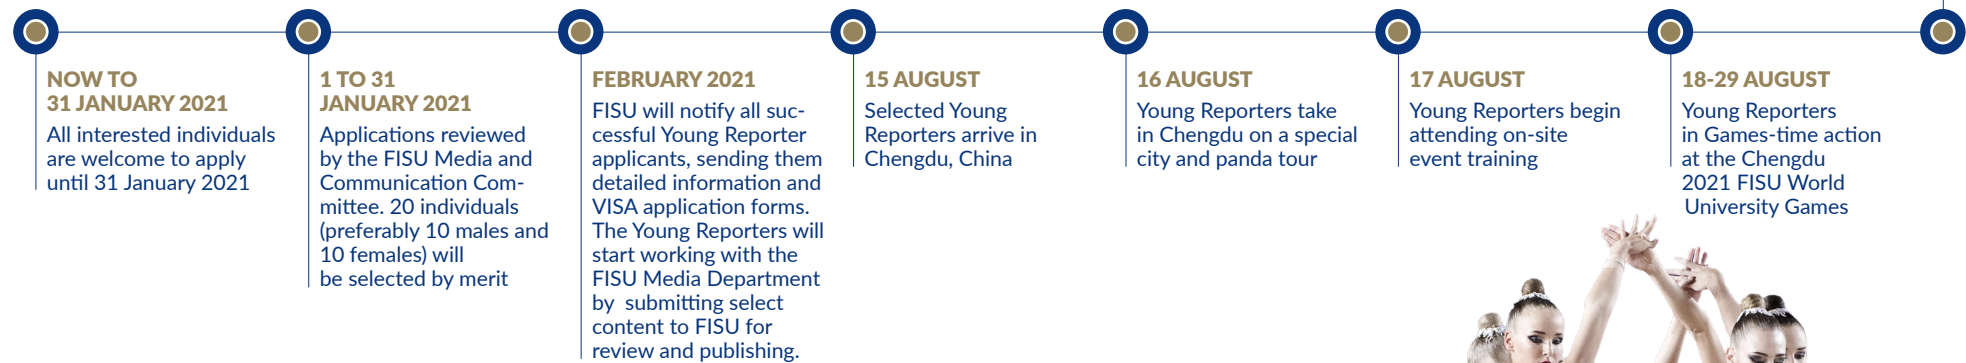 NOW TO
31 JANUARY 2021
All interested individuals
are welcome to apply
until 31 January 2021
1 TO 31
JANUARY 2021
Applications reviewed
by the FISU Media and
Communication Com-
mittee. 20 individuals
(preferably 10 males and
10 females) will
be selected by merit
FEBRUARY 2021
FISU will notify all suc-
cessful Young Reporter
applicants, sending them
detailed information and
VISA application forms.
The Young Reporters will
start working with the
FISU Media Department
by  submitting select
content to FISU for
review and publishing.
15 AUGUST
Selected Young
Reporters arrive in
Chengdu, China
16 AUGUST
Young Reporters take
in Chengdu on a special
city and panda tour
17 AUGUST
Young Reporters begin
attending on-site
event training
18-29 AUGUST
Young Reporters
in Games-time action
at the Chengdu
2021 FISU World
University Games